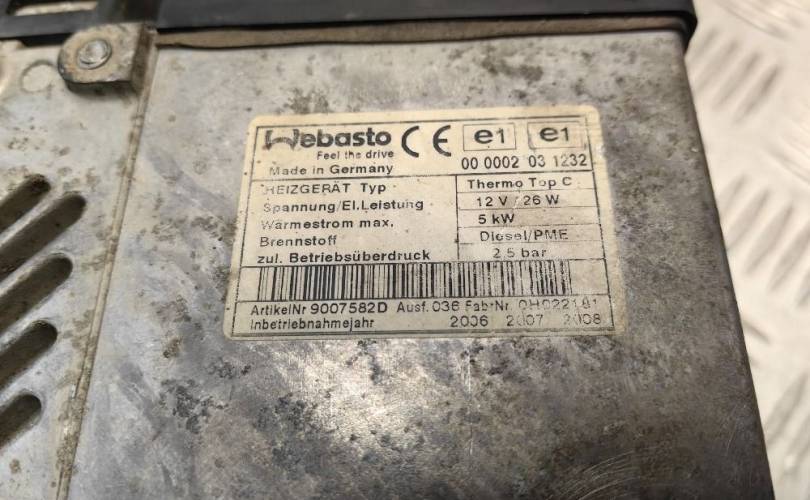 Webasto CE e1 e1
Feel the drive
Made in Germany 00 0002 03 1232
HEIZGERÄT Typ Thermo Top C
Spannung/El.Leistung 12 V / 26 W
Wärmestrom max. 5 kW
Brennstoff Diesel/PME
zul. Betriebsüberdruck 2,5 bar
ArtikelNr 9007582D Ausf. 036 Fab·Nr. 0H022181
Inbetriebnahmejahr 2006 2007 2008